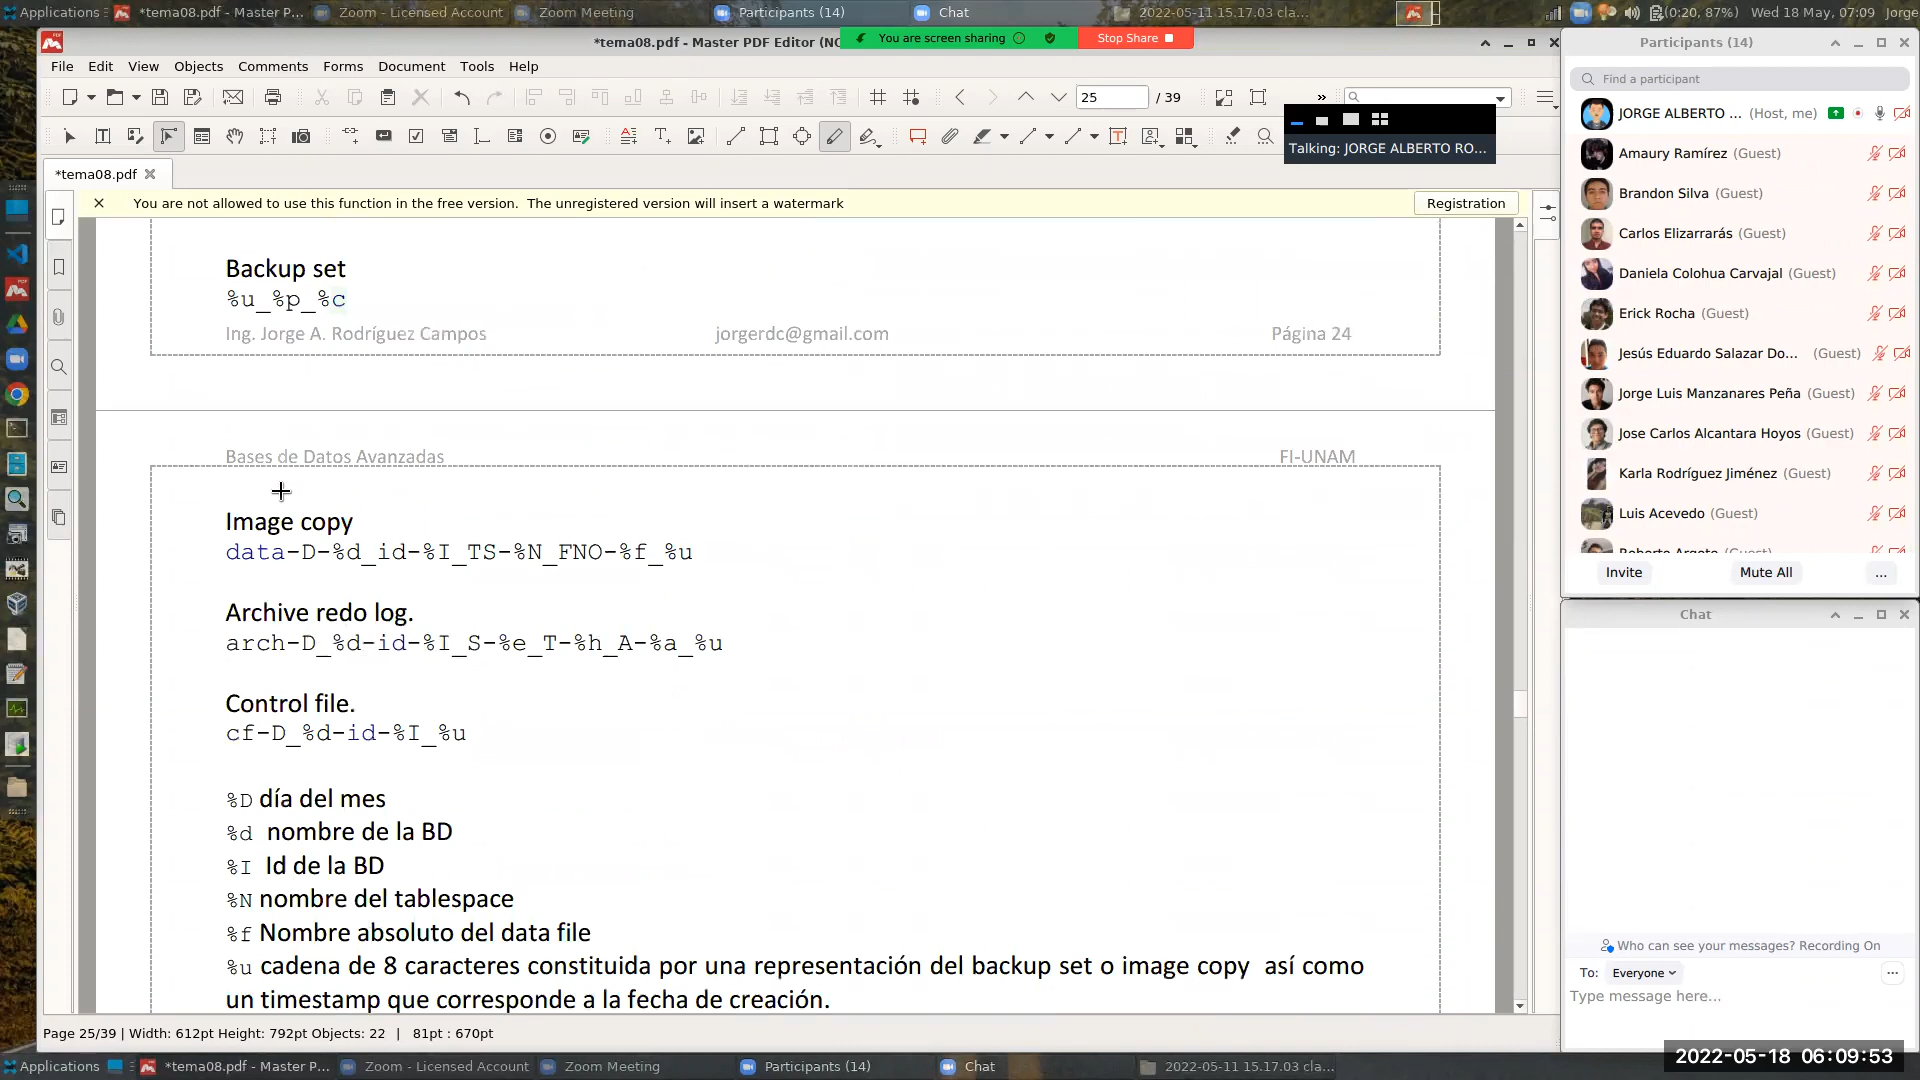 Applications
*tema08.pdf - Master P...
Zoom - Licensed Account
Zoom Meeting
Participants (14)
Chat
2022-05-11 15.17.03 cla...
(0:20, 87%)
Wed 18 May, 07:09
Jorge
*tema08.pdf - Master PDF Editor (NO
You are screen sharing
Stop Share
File
Edit
View
Objects
Comments
Forms
Document
Tools
Help
25
/ 39
»
Talking: JORGE ALBERTO RO...
*tema08.pdf
You are not allowed to use this function in the free version.  The unregistered version will insert a watermark
Registration
Backup set
%u_%p_%c
Ing. Jorge A. Rodríguez Campos
jorgerdc@gmail.com
Página 24
Bases de Datos Avanzadas
FI-UNAM
Image copy
data-D-%d_id-%I_TS-%N_FNO-%f_%u
Archive redo log.
arch-D_%d-id-%I_S-%e_T-%h_A-%a_%u
Control file.
cf-D_%d-id-%I_%u
%D día del mes
%d nombre de la BD
%I Id de la BD
%N nombre del tablespace
%f Nombre absoluto del data file
%u cadena de 8 caracteres constituida por una representación del backup set o image copy así como
un timestamp que corresponde a la fecha de creación.
Page 25/39 | Width: 612pt Height: 792pt Objects: 22 | 81pt : 670pt
Participants (14)
Find a participant
JORGE ALBERTO ... (Host, me)
Amaury Ramírez (Guest)
Brandon Silva (Guest)
Carlos Elizarrarás (Guest)
Daniela Colohua Carvajal (Guest)
Erick Rocha (Guest)
Jesús Eduardo Salazar Do... (Guest)
Jorge Luis Manzanares Peña (Guest)
Jose Carlos Alcantara Hoyos (Guest)
Karla Rodríguez Jiménez (Guest)
Luis Acevedo (Guest)
Invite
Mute All
...
Chat
Who can see your messages? Recording On
To: Everyone
...
Type message here...
Applications
*tema08.pdf - Master P...
Zoom - Licensed Account
Zoom Meeting
Participants (14)
Chat
2022-05-11 15.17.03 cla...
2022-05-18 06:09:53